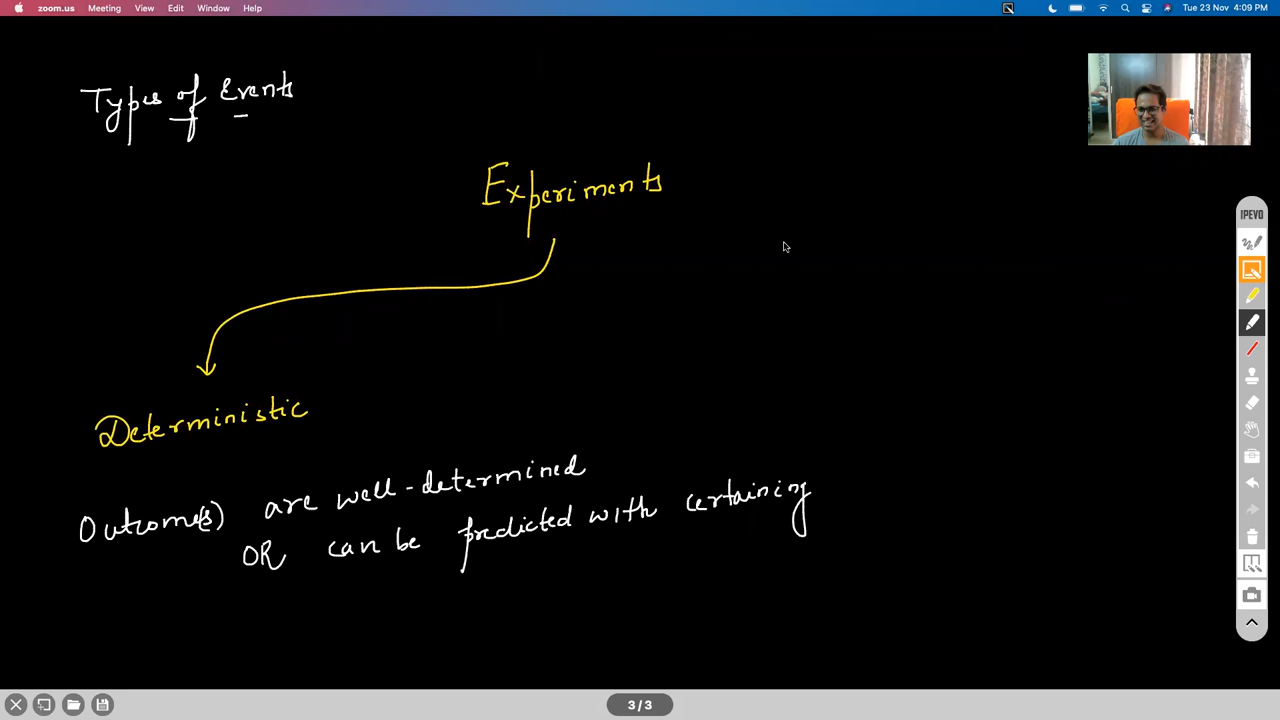 zoom.us Meeting View Edit Window Help Tue 23 Nov 4:09 PM
Types of Events
Experiments
IPEVO
Deterministic
Outcome(s) are well-determined
OR can be predicted with certaining
3/3